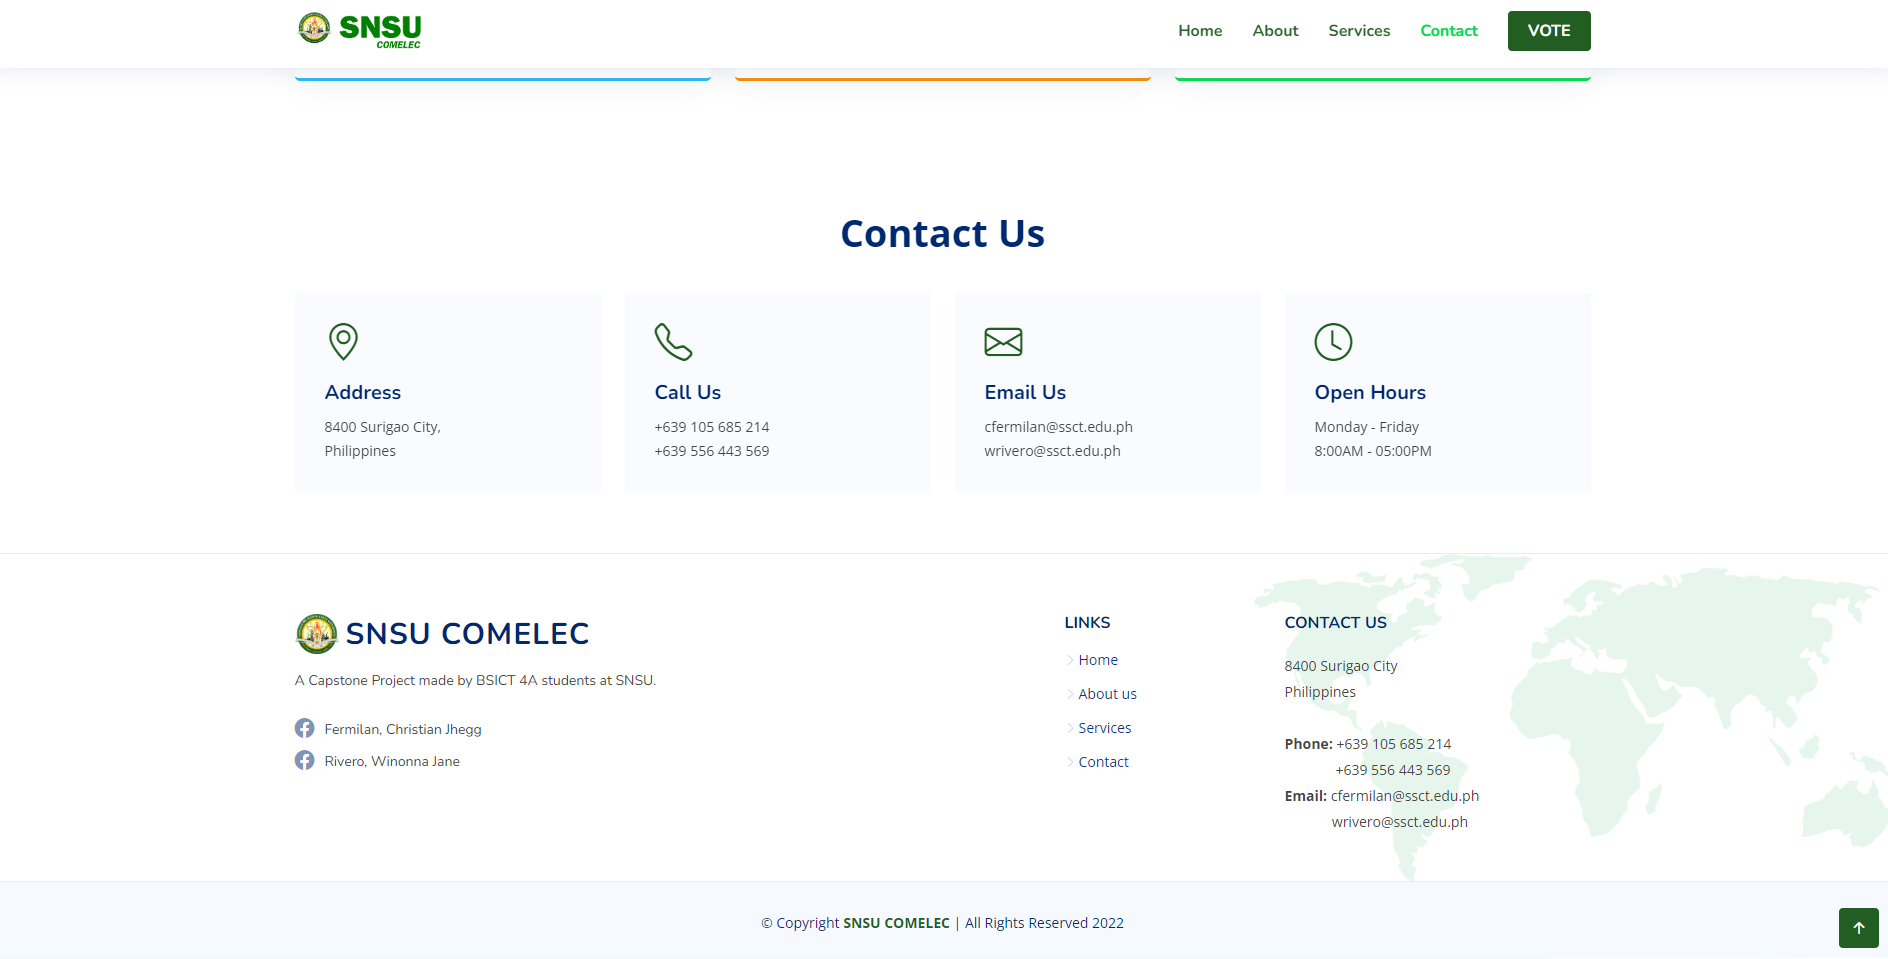 SNSU
COMELEC
Home
About
Services
Contact
VOTE
Contact Us
Address
8400 Surigao City,
Philippines
Call Us
+639 105 685 214
+639 556 443 569
Email Us
cfermilan@ssct.edu.ph
wrivero@ssct.edu.ph
Open Hours
Monday - Friday
8:00AM - 05:00PM
SNSU COMELEC
A Capstone Project made by BSICT 4A students at SNSU.
Fermilan, Christian Jhegg
Rivero, Winonna Jane
LINKS
Home
About us
Services
Contact
CONTACT US
8400 Surigao City
Philippines
Phone: +639 105 685 214
+639 556 443 569
Email: cfermilan@ssct.edu.ph
wrivero@ssct.edu.ph
© Copyright SNSU COMELEC | All Rights Reserved 2022